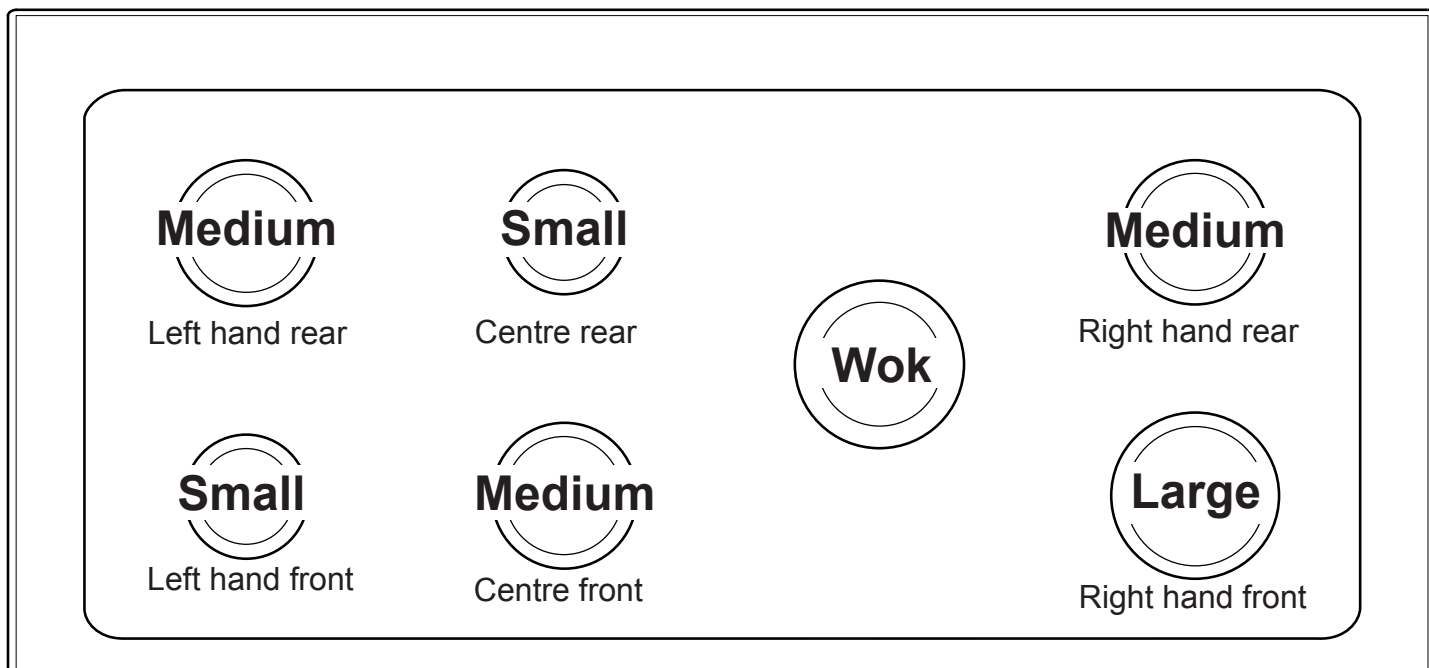 Medium
Left hand rear
Small
Centre rear
Wok
Medium
Right hand rear
Small
Left hand front
Medium
Centre front
Large
Right hand front